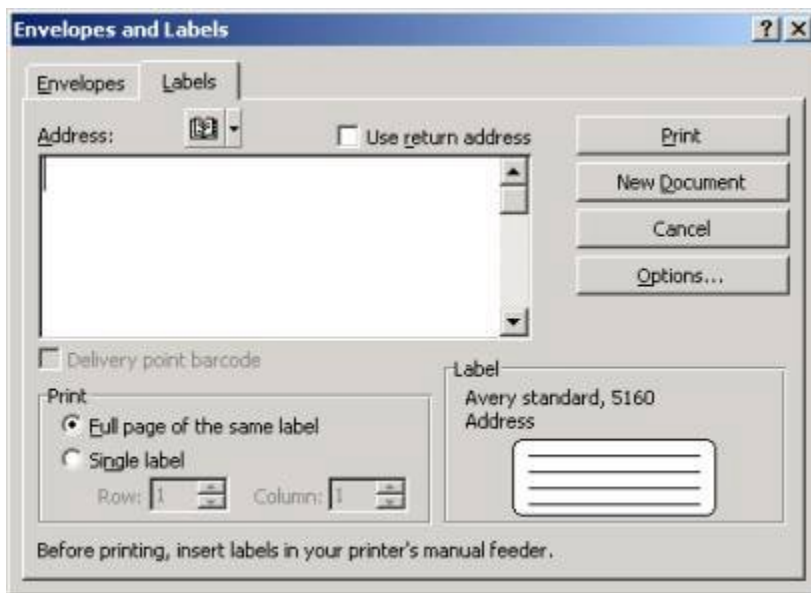 Envelopes and Labels
Envelopes Labels
Address: Use return address
Print
New Document
Cancel
Options...
Delivery point barcode
Print
Full page of the same label
Single label
Row: 1 Column: 1
Label
Avery standard, 5160
Address
Before printing, insert labels in your printer's manual feeder.